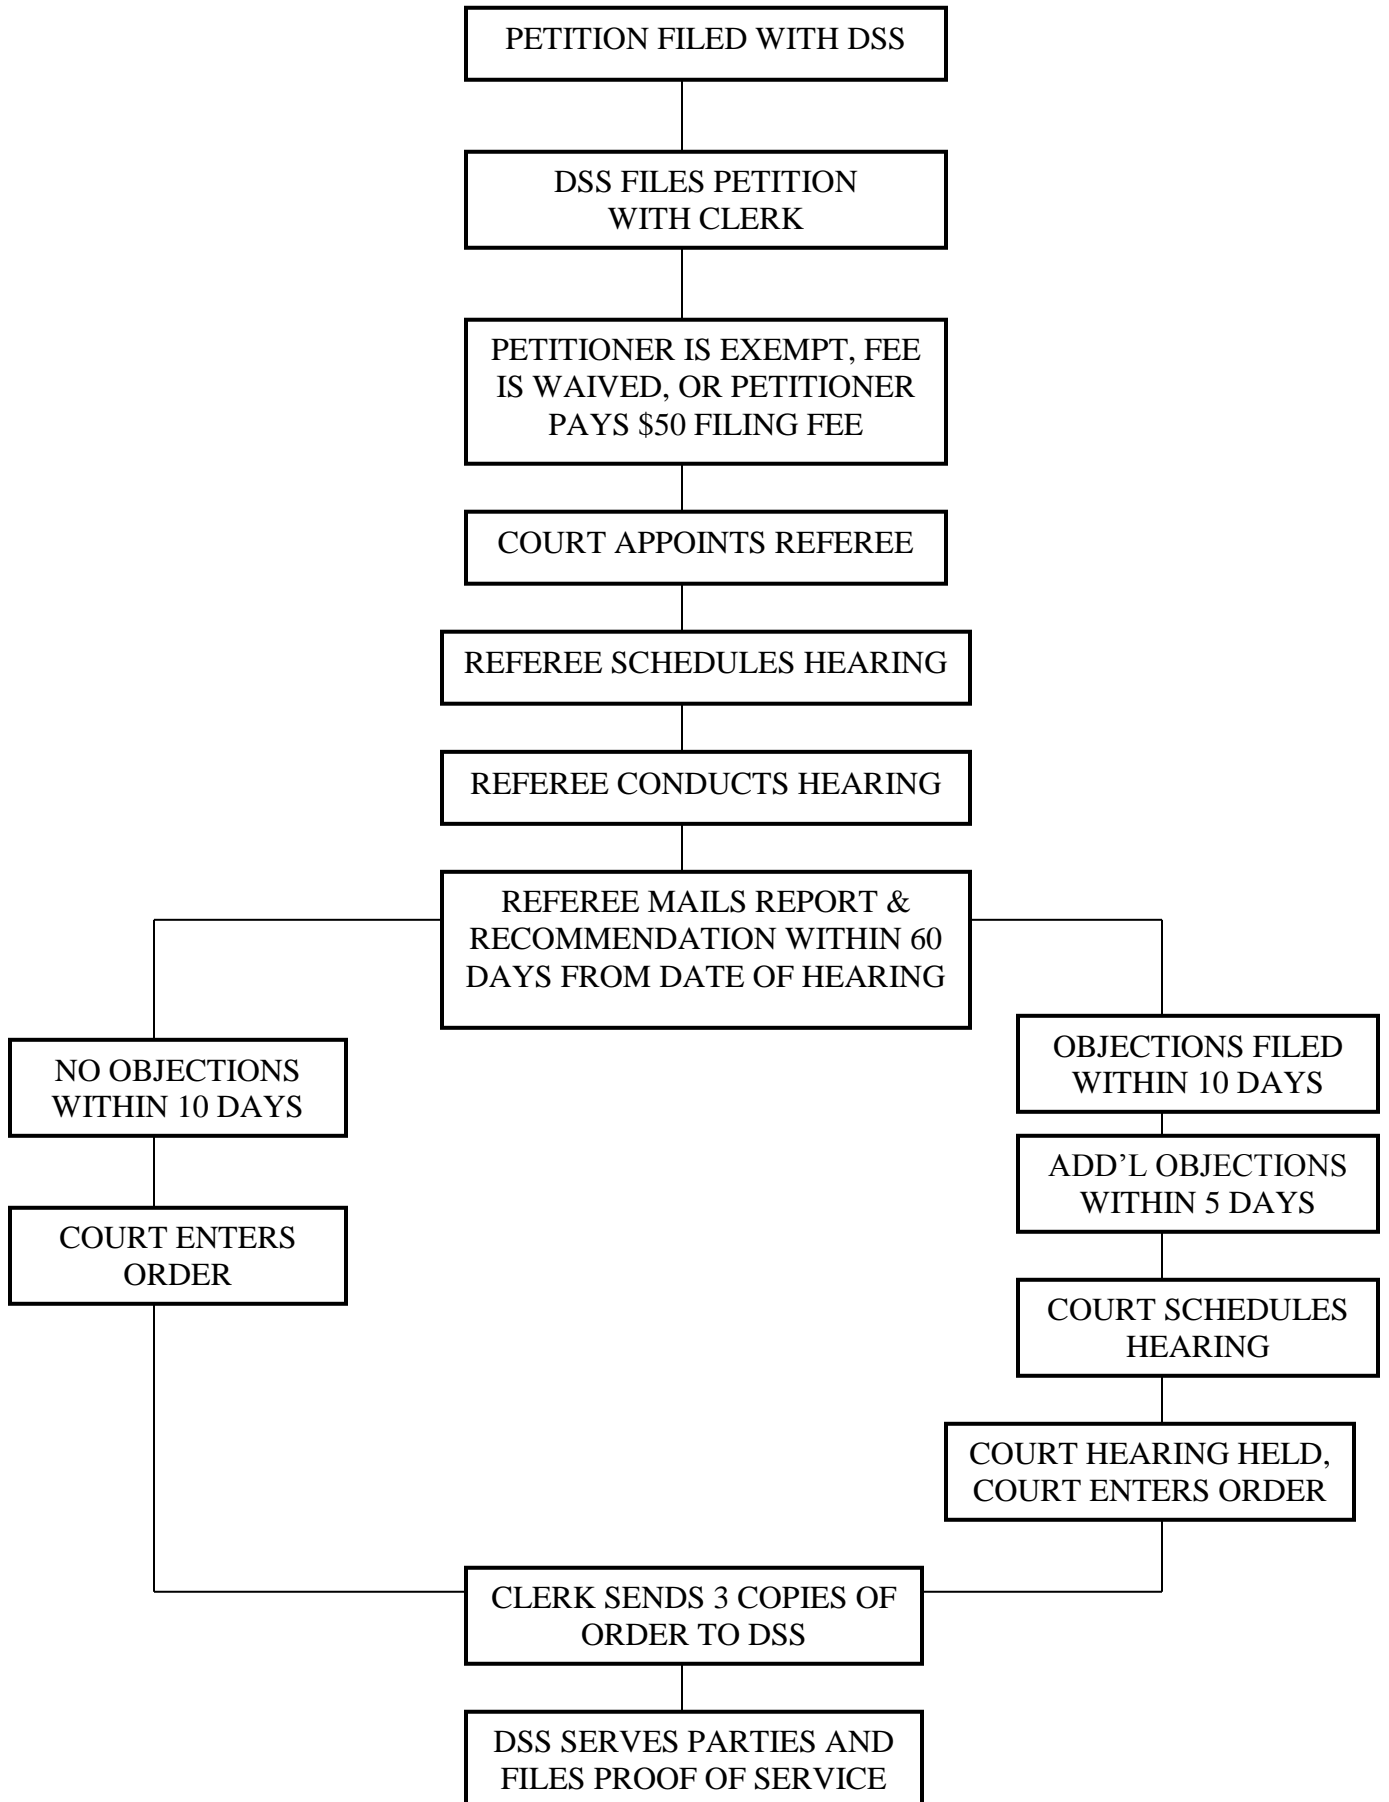 PETITION FILED WITH DSS
DSS FILES PETITION
WITH CLERK
PETITIONER IS EXEMPT, FEE
IS WAIVED, OR PETITIONER
PAYS $50 FILING FEE
COURT APPOINTS REFEREE
REFEREE SCHEDULES HEARING
REFEREE CONDUCTS HEARING
REFEREE MAILS REPORT &
RECOMMENDATION WITHIN 60
DAYS FROM DATE OF HEARING
NO OBJECTIONS
WITHIN 10 DAYS
COURT ENTERS
ORDER
OBJECTIONS FILED
WITHIN 10 DAYS
ADD’L OBJECTIONS
WITHIN 5 DAYS
COURT SCHEDULES
HEARING
COURT HEARING HELD,
COURT ENTERS ORDER
CLERK SENDS 3 COPIES OF
ORDER TO DSS
DSS SERVES PARTIES AND
FILES PROOF OF SERVICE